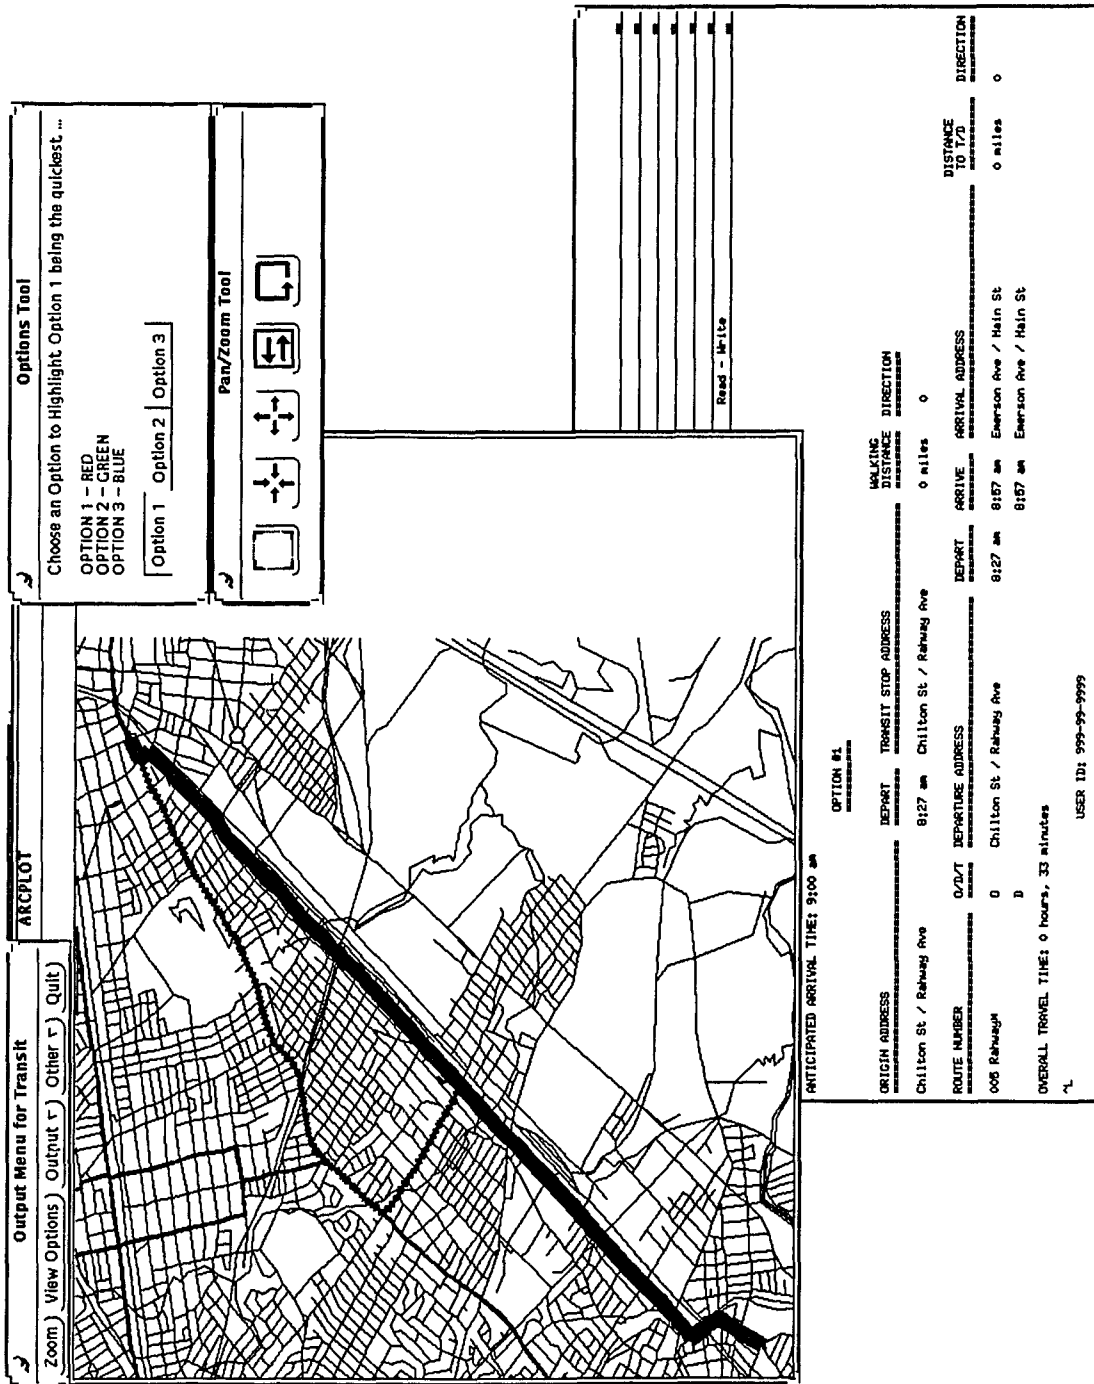 Output Menu for Transit
Zoom View Options Output Other Quit
ARCPLOT
Options Tool
Choose an Option to Highlight Option 1 being the quickest ...
OPTION 1 - RED
OPTION 2 - GREEN
OPTION 3 - BLUE
Option 1 Option 2 Option 3
Pan/Zoom Tool
Read - Write
ANTICIPATED ARRIVAL TIME: 9:00 am
OPTION #1
=========
WALKING
ORIGIN ADDRESS DEPART TRANSIT STOP ADDRESS DISTANCE DIRECTION
Chilton St / Rahway Ave 8:27 am Chilton St / Rahway Ave 0 miles 0
DISTANCE
ROUTE NUMBER O/D/T DEPARTURE ADDRESS DEPART ARRIVE ARRIVAL ADDRESS TO T/D DIRECTION
005 RahwayM O Chilton St / Rahway Ave 8:27 am 8:57 am Emerson Ave / Main St 0 miles 0
D 8:57 am Emerson Ave / Main St
OVERALL TRAVEL TIME: 0 hours, 33 minutes
^L
USER ID: 999-99-9999